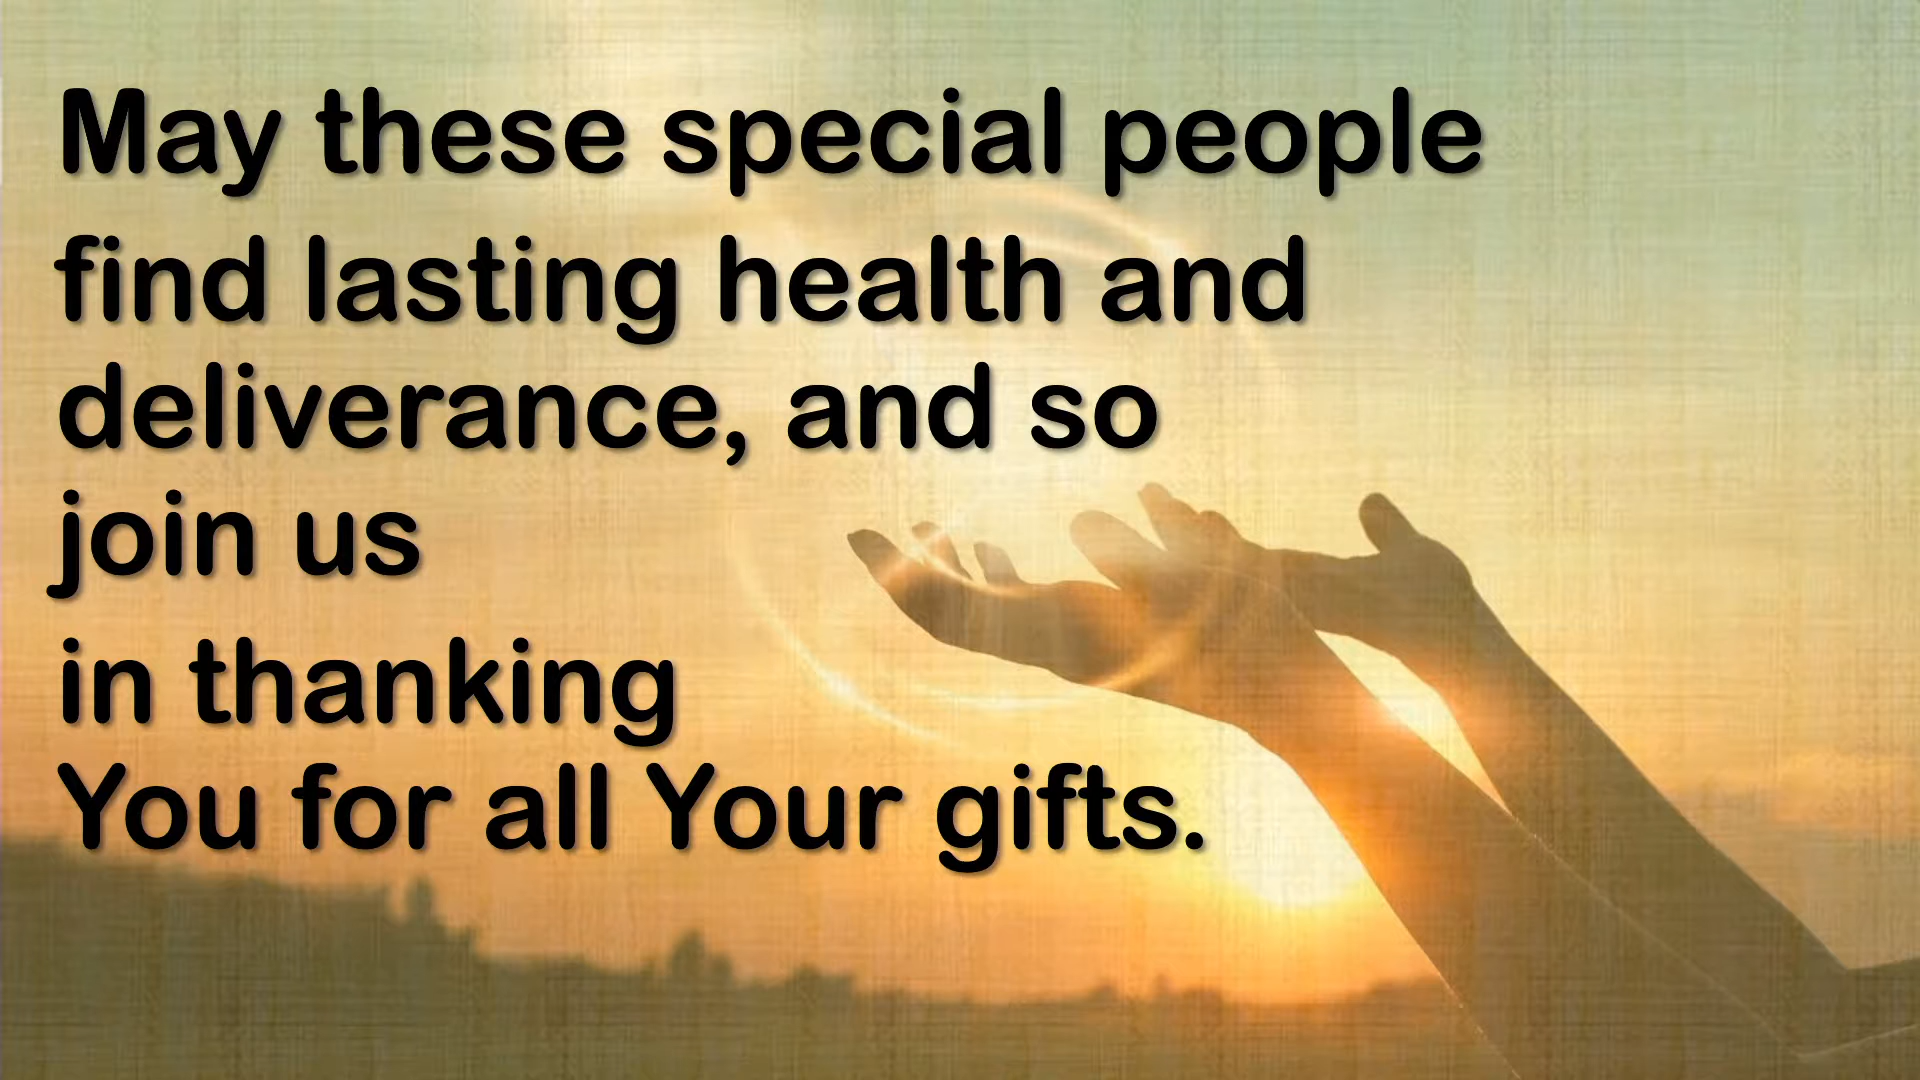 May these special people
find lasting health and
deliverance, and so
join us
in thanking
You for all Your gifts.